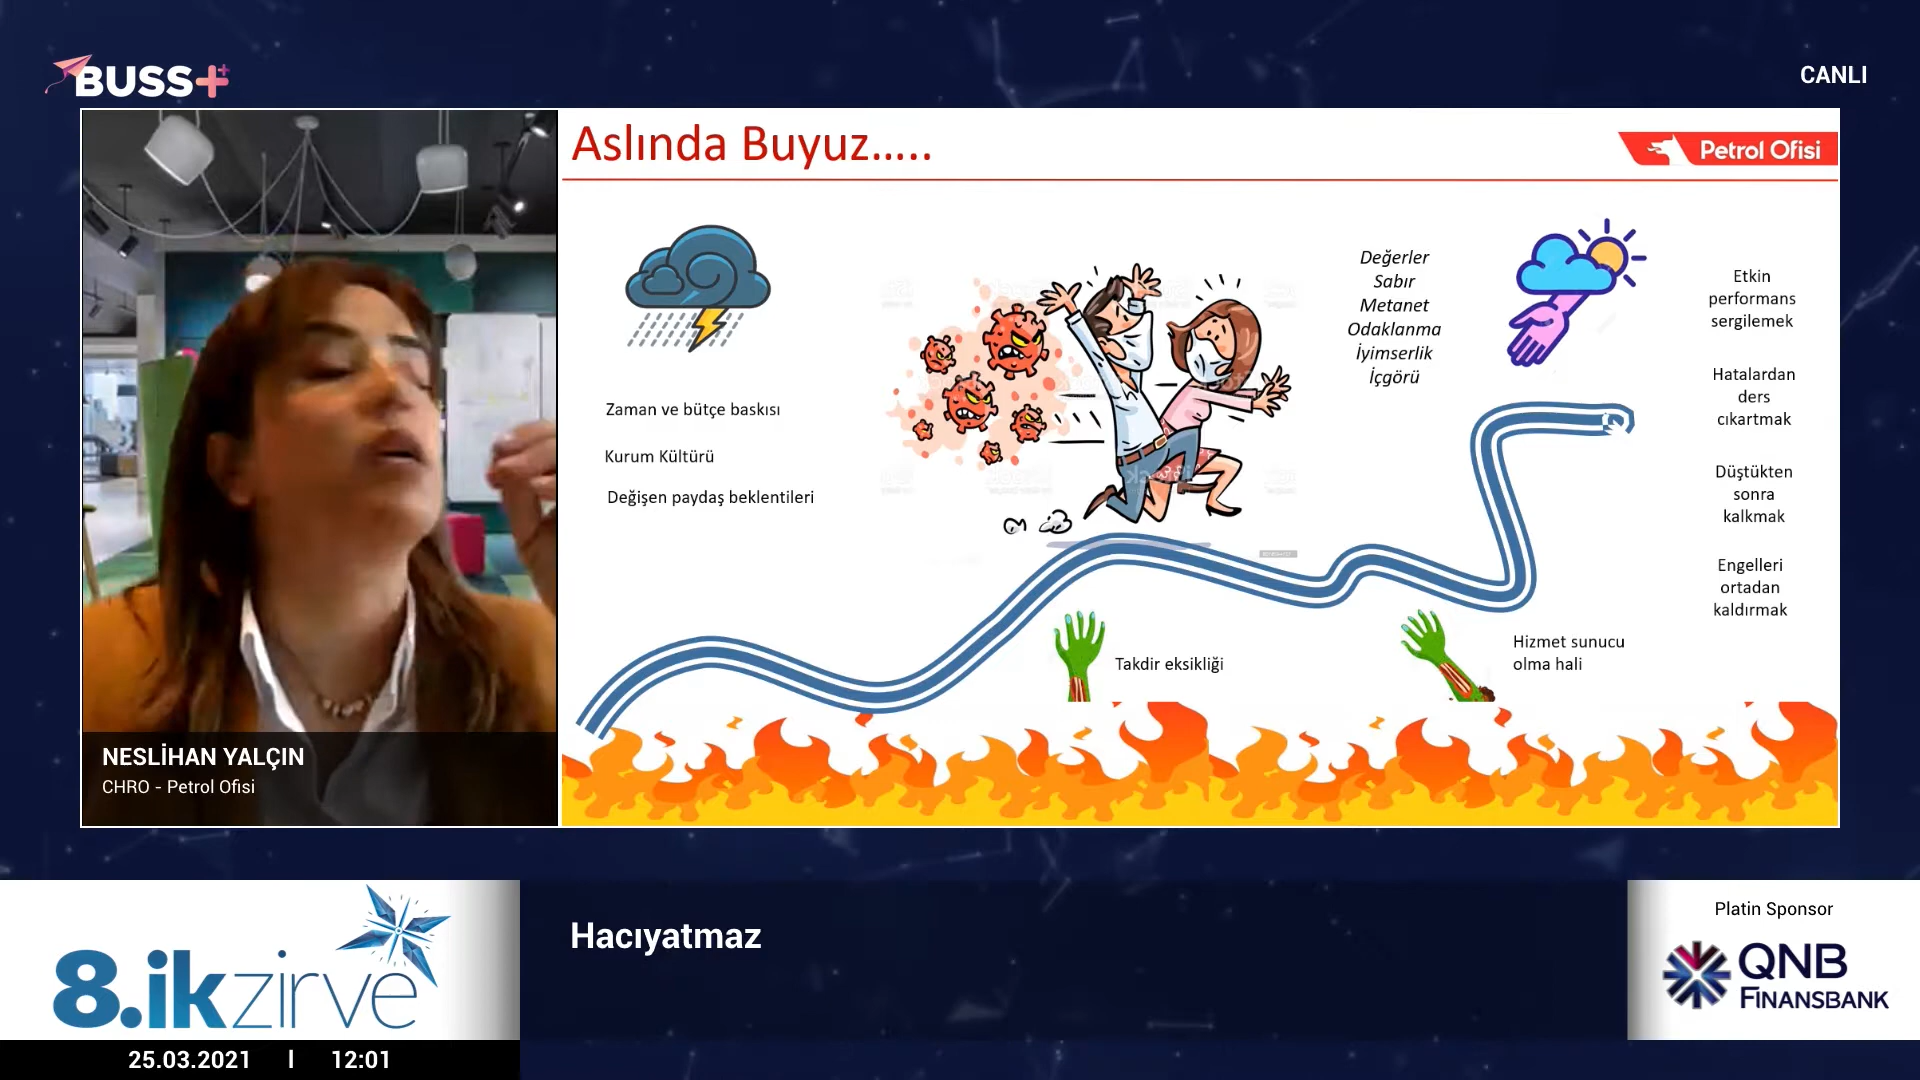 BUSS+
CANLI
Aslında Buyuz.....
Petrol Ofisi
Değerler
Sabır
Metanet
Odaklanma
İyimserlik
İçgörü
Etkin
performans
sergilemek
Hatalardan
ders
cıkartmak
Düştükten
sonra
kalkmak
Engelleri
ortadan
kaldırmak
Zaman ve bütçe baskısı
Kurum Kültürü
Değişen paydaş beklentileri
Takdir eksikliği
Hizmet sunucu
olma hali
NESLİHAN YALÇIN
CHRO - Petrol Ofisi
8.ikzirve
25.03.2021 | 12:01
Hacıyatmaz
Platin Sponsor
QNB
FINANSBANK